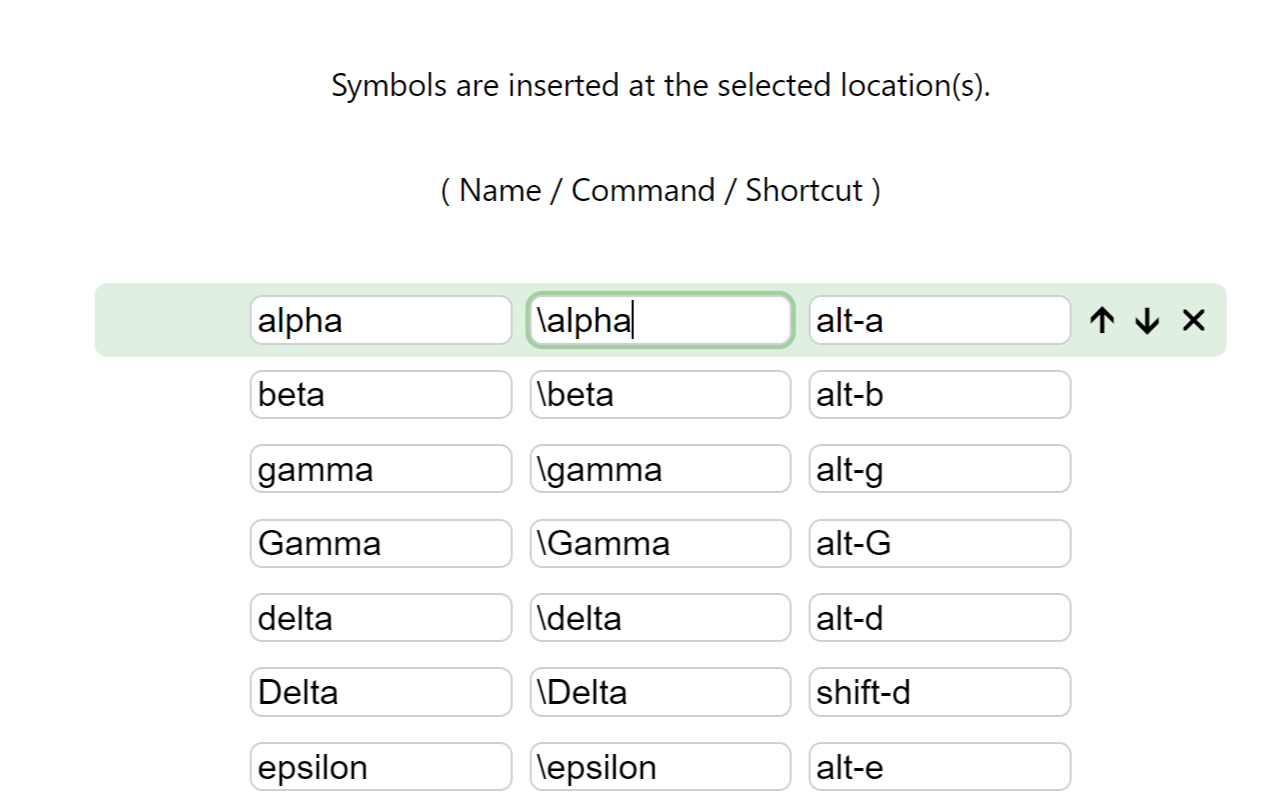 Symbols are inserted at the selected location(s).
( Name / Command / Shortcut )
alpha \alpha alt-a
beta \beta alt-b
gamma \gamma alt-g
Gamma \Gamma alt-G
delta \delta alt-d
Delta \Delta shift-d
epsilon \epsilon alt-e